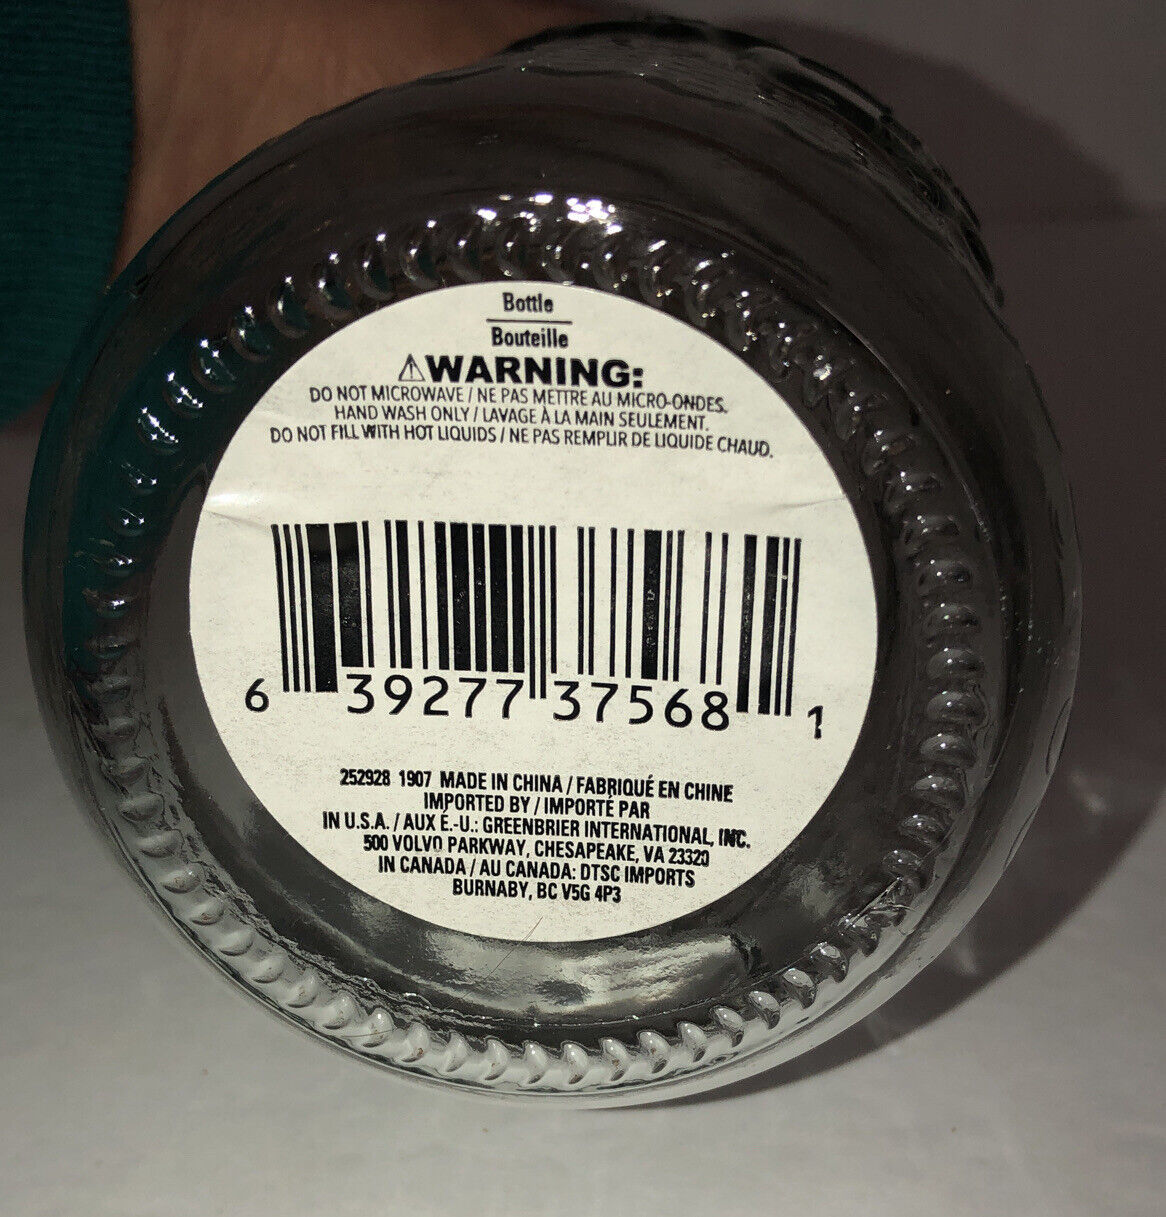 Bottle
Bouteille
⚠WARNING:
DO NOT MICROWAVE / NE PAS METTRE AU MICRO-ONDES.
HAND WASH ONLY / LAVAGE À LA MAIN SEULEMENT.
DO NOT FILL WITH HOT LIQUIDS / NE PAS REMPLIR DE LIQUIDE CHAUD.
6 39277 37568 1
252928 1907 MADE IN CHINA / FABRIQUÉ EN CHINE
IMPORTED BY / IMPORTÉ PAR
IN U.S.A. / AUX É.-U.: GREENBRIER INTERNATIONAL, INC.
500 VOLVO PARKWAY, CHESAPEAKE, VA 23320
IN CANADA / AU CANADA: DTSC IMPORTS
BURNABY, BC V5G 4P3